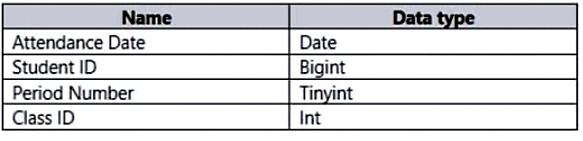 Name Data type
Attendance Date Date
Student ID Bigint
Period Number Tinyint
Class ID Int